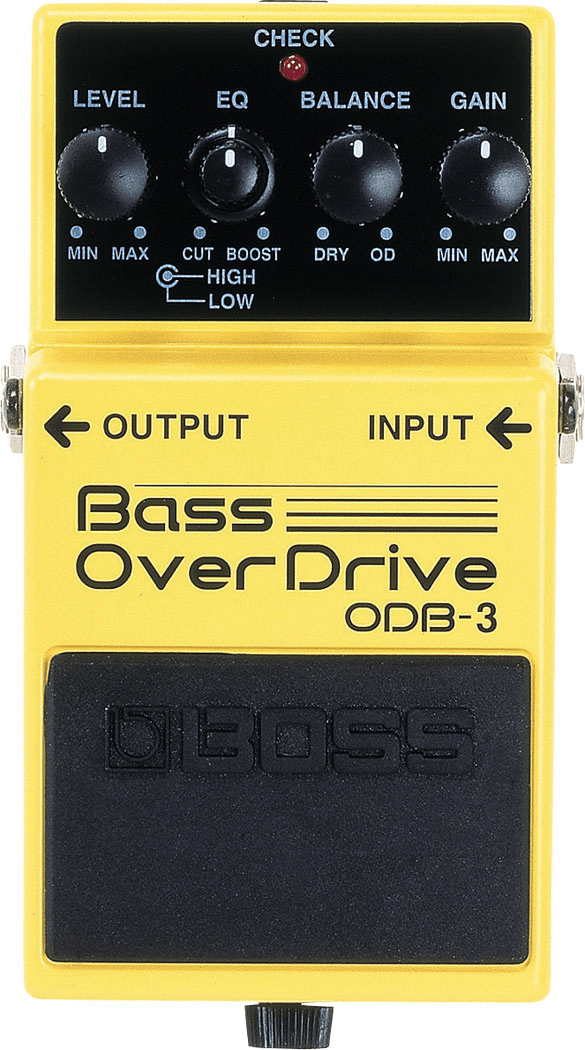 CHECK
LEVEL EQ BALANCE GAIN
MIN MAX CUT BOOST DRY OD MIN MAX
HIGH
LOW
OUTPUT INPUT
Bass
OverDrive
ODB-3
BOSS